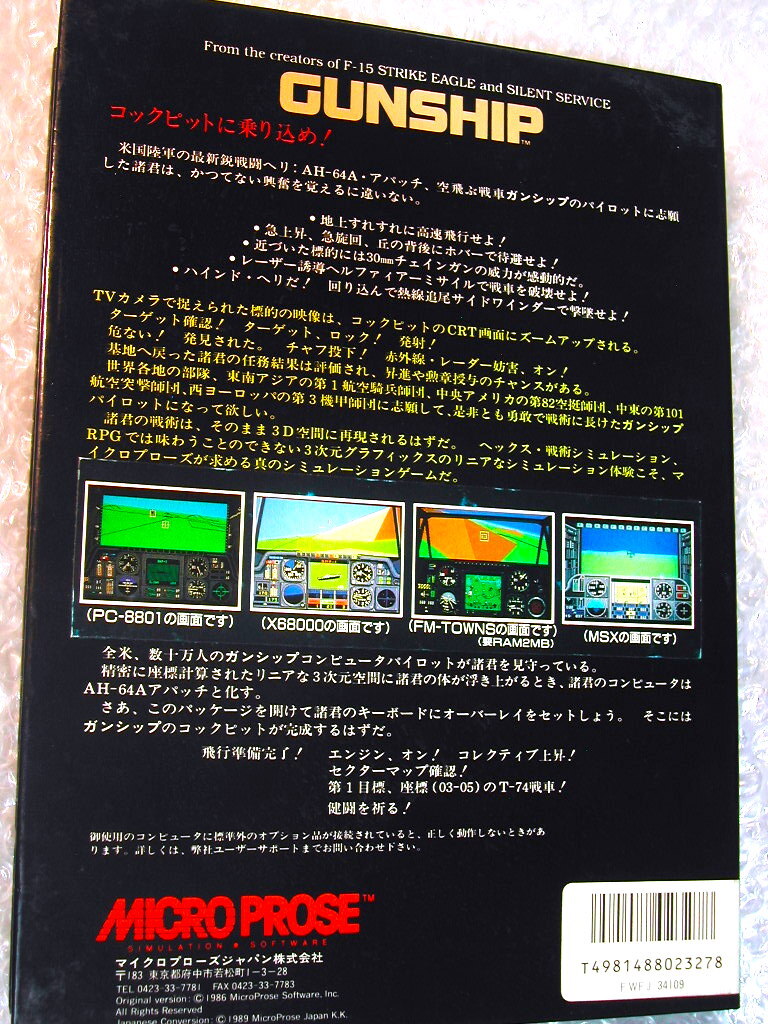 From the creators of F-15 STRIKE EAGLE and SILENT SERVICE
GUNSHIP™
コックピットに乗り込め!
米国陸軍の最新鋭戦闘ヘリ:AH-64A・アパッチ、空飛ぶ戦車ガンシップのパイロットに志願
した諸君は、かつてない興奮を覚えるに違いない。
•地上すれすれに高速飛行せよ!
•急上昇、急旋回、丘の背後にホバーで待避せよ!
•近づいた標的には30mmチェインガンの威力が感動的だ。
•レーザー誘導ヘルファイアーミサイルで戦車を破壊せよ!
•ハインド・ヘリだ! 回り込んで熱線追尾サイドワインダーで撃墜せよ!
TVカメラで捉えられた標的の映像は、コックピットのCRT画面にズームアップされる。
ターゲット確認! ターゲット、ロック! 発射!
危ない! 発見された。 チャフ投下! 赤外線・レーダー妨害、オン!
基地へ戻った諸君の任務結果は評価され、昇進や勲章授与のチャンスがある。
世界各地の部隊、東南アジアの第1航空騎兵師団、中央アメリカの第82空挺師団、中東の第101
航空突撃師団、西ヨーロッパの第3機甲師団に志願して、是非とも勇敢で戦術に長けたガンシップ
パイロットになって欲しい。
諸君の戦術は、そのまま3D空間に再現されるはずだ。 ヘックス・戦術シミュレーション、
RPGでは味わうことのできない3次元グラフィックスのリニアなシミュレーション体験こそ、マ
イクロプローズが求める真のシミュレーションゲームだ。
(PC-8801の画面です)
(X68000の画面です)
(FM-TOWNSの画面です)
(要RAM2MB)
(MSXの画面です)
全米、数十万人のガンシップコンピュータパイロットが諸君を見守っている。
精密に座標計算されたリニアな3次元空間に諸君の体が浮き上がるとき、諸君のコンピュータは
AH-64Aアパッチと化す。
さあ、このパッケージを開けて諸君のキーボードにオーバーレイをセットしよう。 そこには
ガンシップのコックピットが完成するはずだ。
飛行準備完了! エンジン、オン! コレクティブ上昇!
セクターマップ確認!
第1目標、座標(03-05)のT-74戦車!
健闘を祈る!
御使用のコンピュータに標準外のオプション品が接続されていると、正しく動作しないときがあ
ります。詳しくは、弊社ユーザーサポートまでお問い合わせ下さい。
MICRO PROSE™
SIMULATION • SOFTWARE
マイクロプローズジャパン株式会社
〒183 東京都府中市若松町1-3-28
TEL 0423-33-7781 FAX 0423-33-7783
Original version: © 1986 MicroProse Software, Inc.
All Rights Reserved
Japanese Conversion: © 1989 MicroProse Japan K.K.
T4981488023278
FWFJ 34109